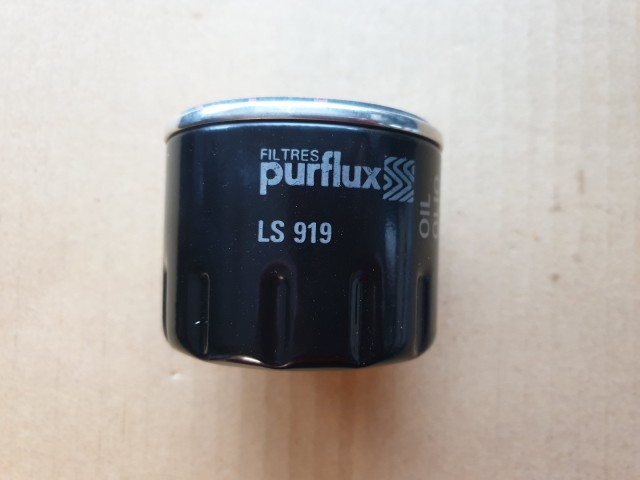 FILTRES
purflux
LS 919
OIL